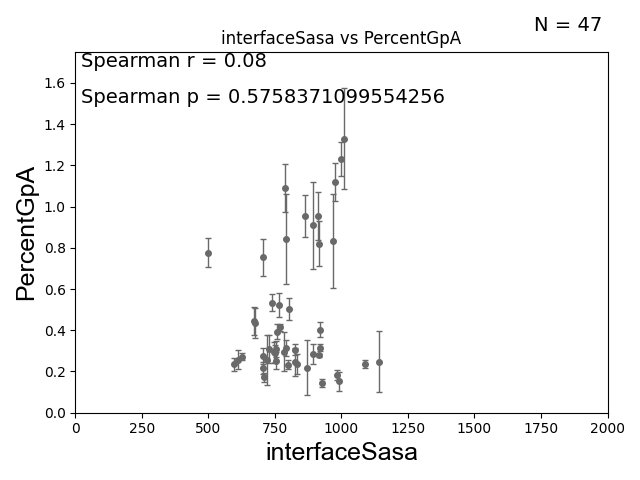 N = 47
interfaceSasa vs PercentGpA
Spearman r = 0.08
Spearman p = 0.5758371099554256
PercentGpA
1.6
1.4
1.2
1.0
0.8
0.6
0.4
0.2
0.0
0 250 500 750 1000 1250 1500 1750 2000
interfaceSasa